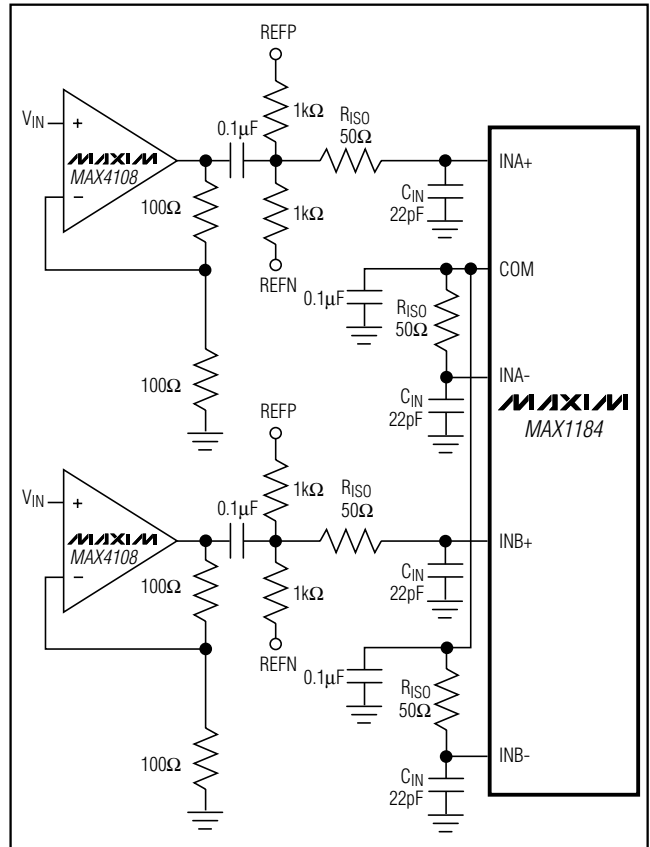 REFP
VIN
+
MAXIM
MAX4108
−
0.1µF
1kΩ
RISO
50Ω
INA+
CIN
22pF
100Ω
1kΩ
REFN
COM
0.1µF
RISO
50Ω
100Ω
INA-
CIN
22pF
MAXIM
MAX1184
REFP
VIN
+
MAXIM
MAX4108
−
0.1µF
1kΩ
RISO
50Ω
INB+
CIN
22pF
100Ω
1kΩ
REFN
0.1µF
RISO
50Ω
100Ω
INB-
CIN
22pF